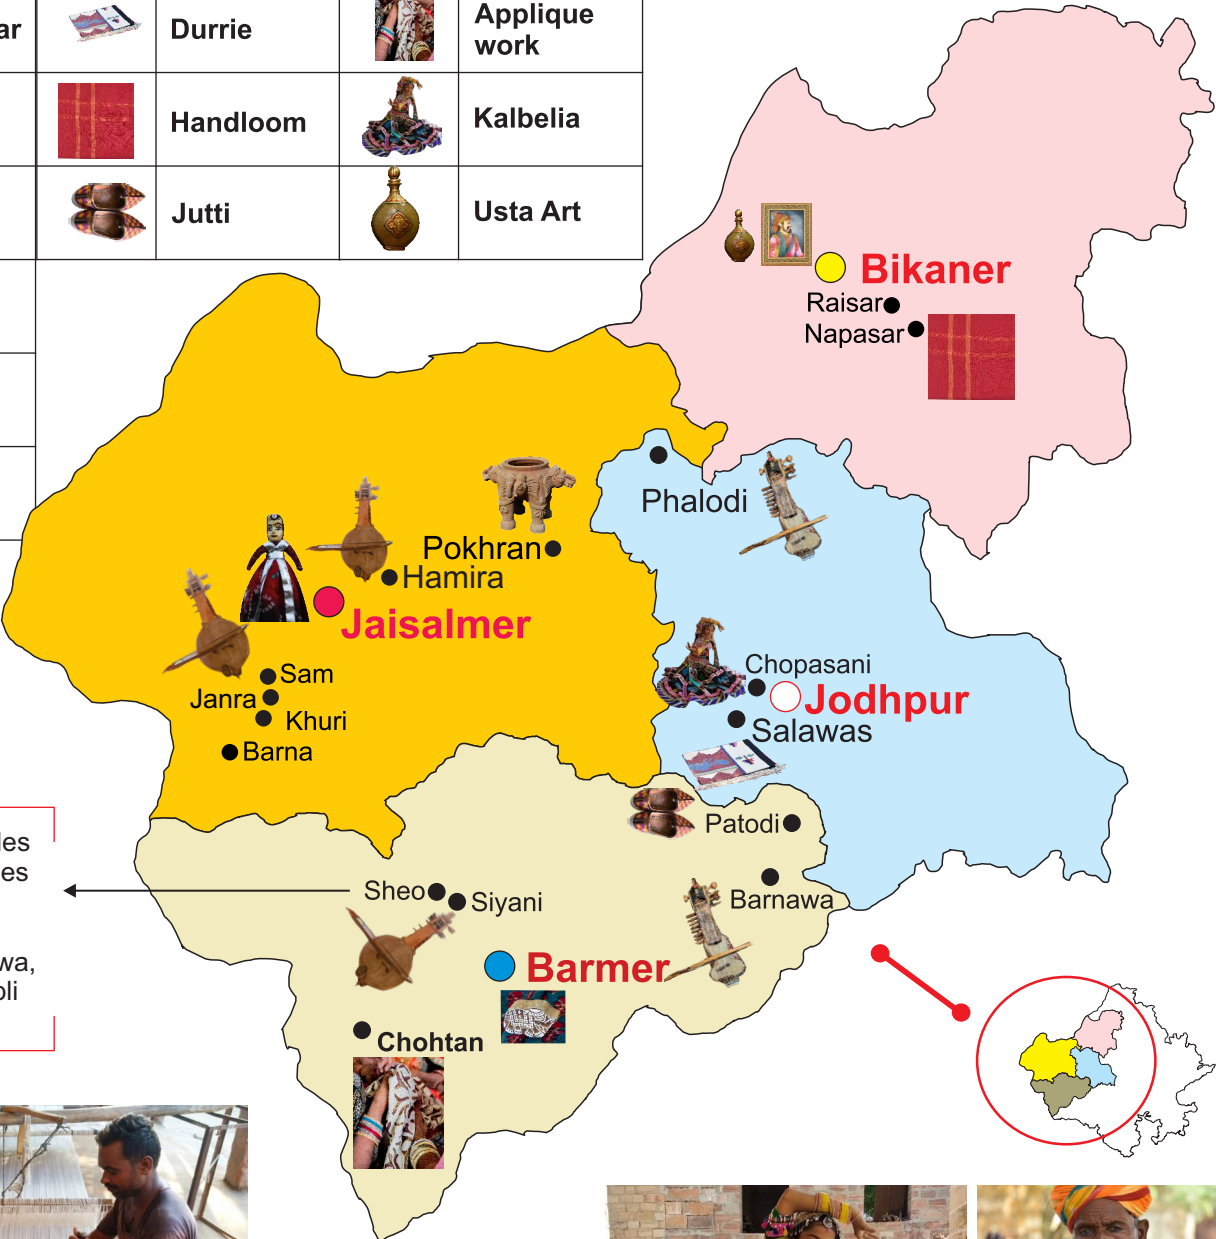 ar
Durrie
Applique
work
Handloom
Kalbelia
Jutti
Usta Art
Bikaner
Raisar
Napasar
Phalodi
Pokhran
Hamira
Jaisalmer
Sam
Janra
Khuri
Barna
Chopasani
Jodhpur
Salawas
Patodi
les
es
Sheo
Siyani
Barnawa
wa,
oli
Barmer
Chohtan